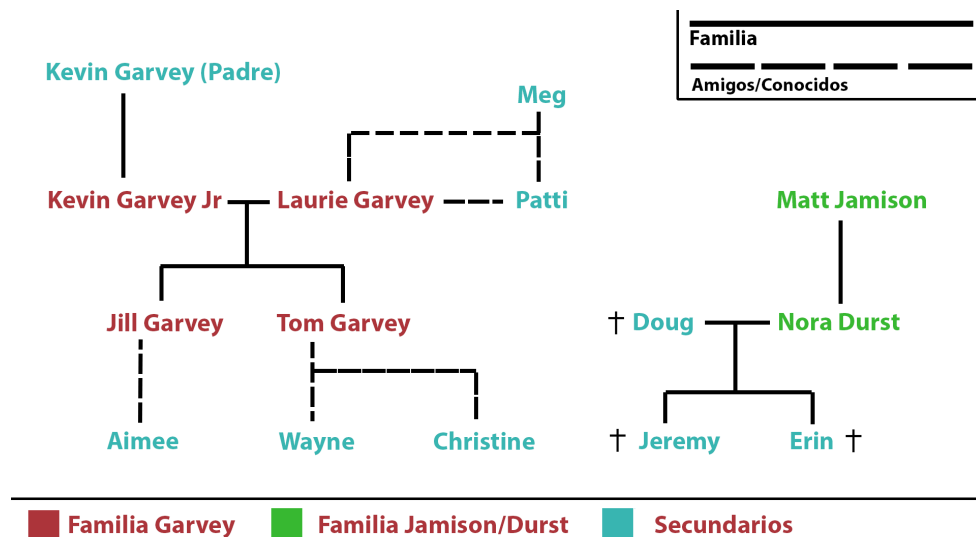 Familia
Amigos/Conocidos
Kevin Garvey (Padre)
Meg
Kevin Garvey Jr
Laurie Garvey
Patti
Matt Jamison
Jill Garvey
Tom Garvey
† Doug
Nora Durst
Aimee
Wayne
Christine
† Jeremy
Erin †
Familia Garvey
Familia Jamison/Durst
Secundarios